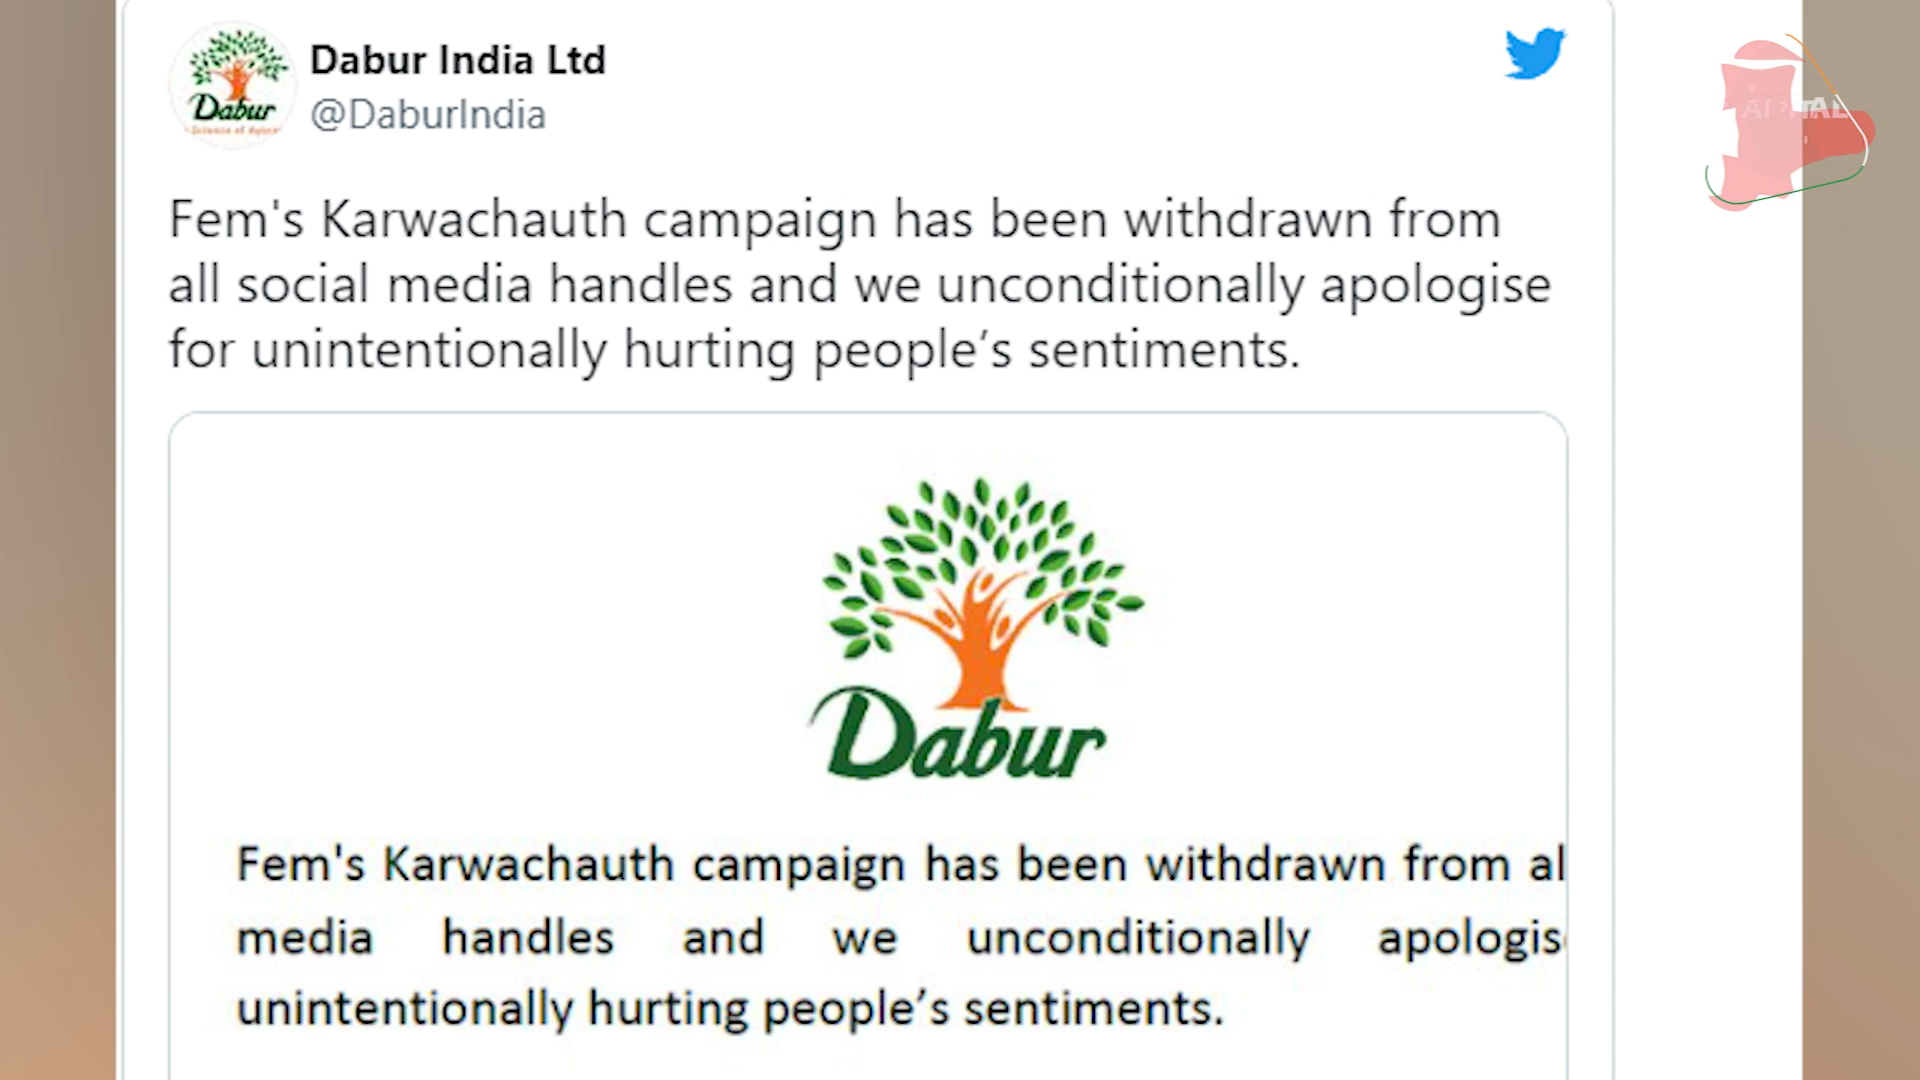 Dabur India Ltd
@DaburIndia
Dabur
Fem's Karwachauth campaign has been withdrawn from
all social media handles and we unconditionally apologise
for unintentionally hurting people’s sentiments.
Dabur
Fem's Karwachauth campaign has been withdrawn from al
media handles and we unconditionally apologis
unintentionally hurting people’s sentiments.